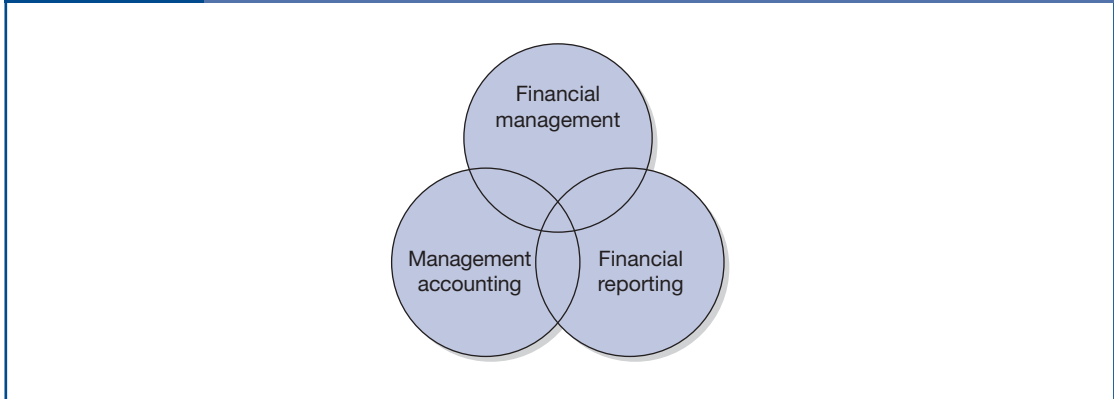 Financial
management
Management
accounting
Financial
reporting